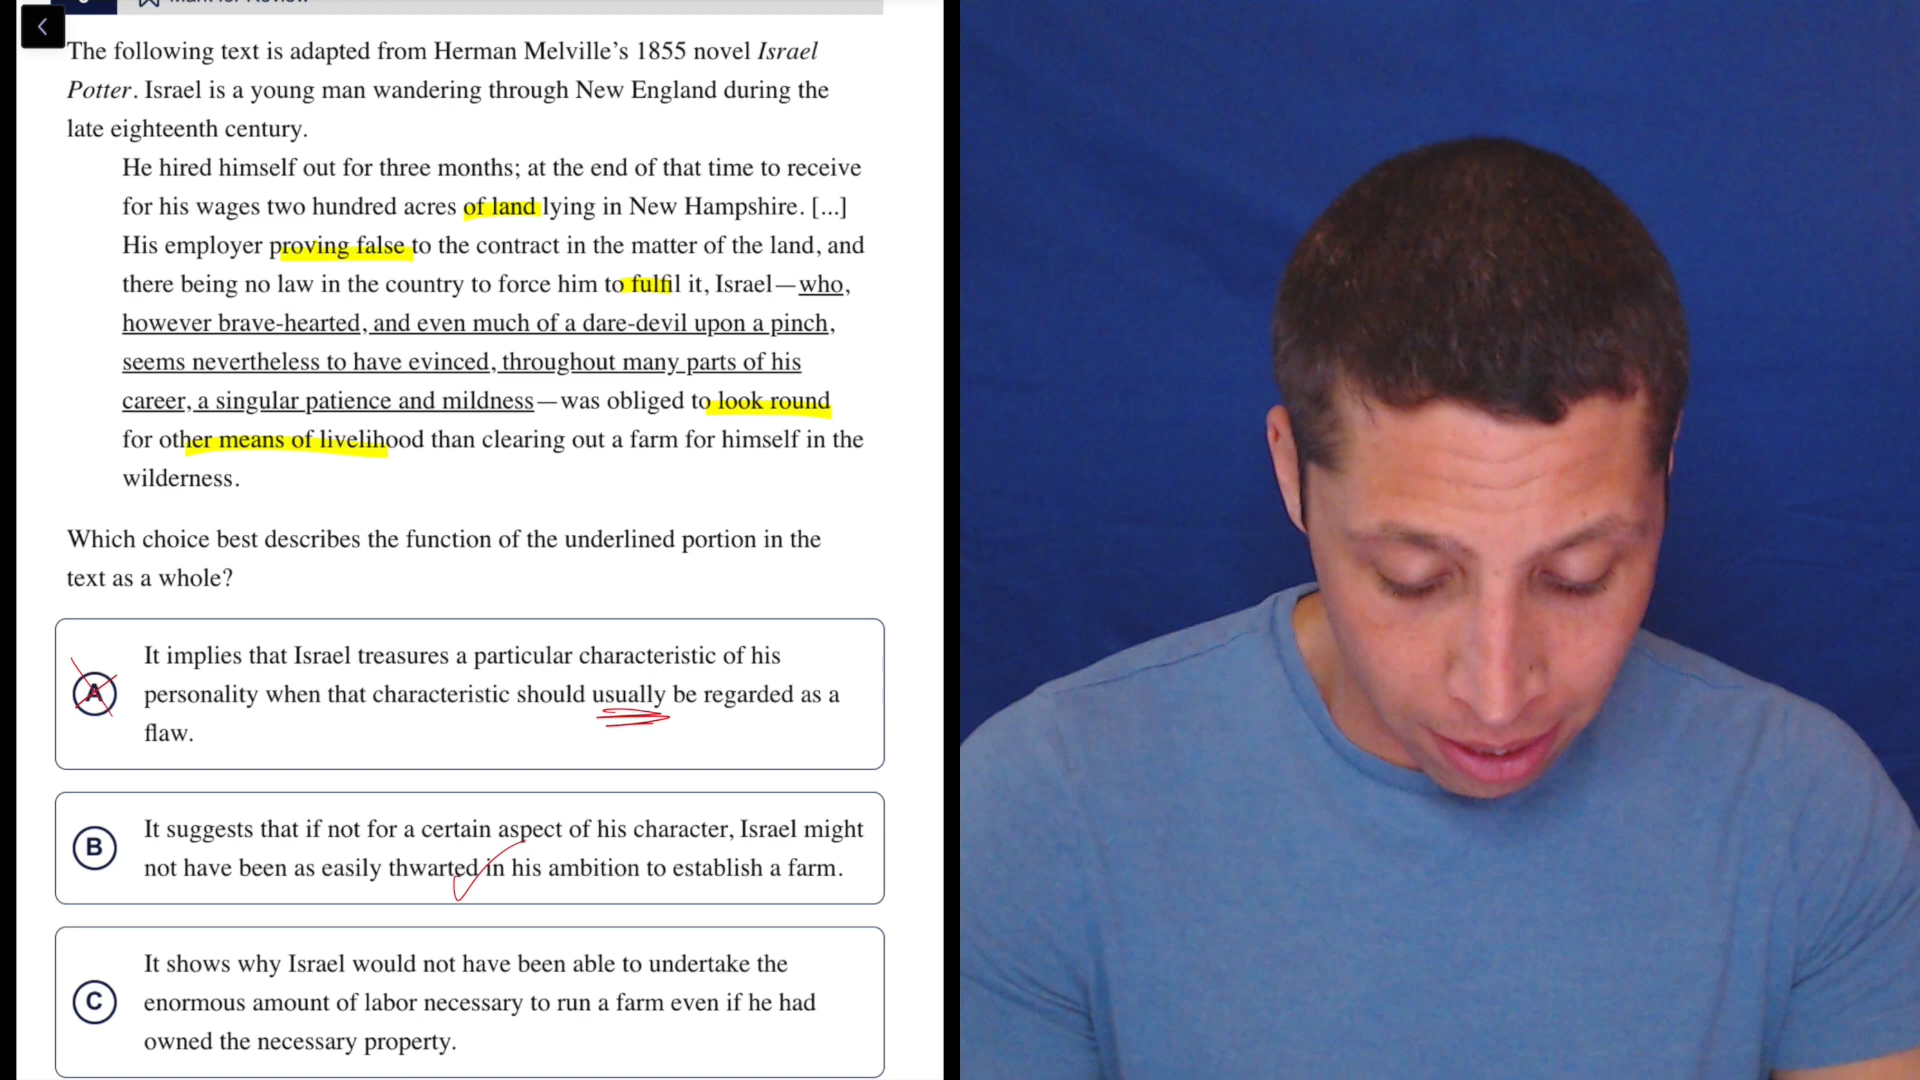 Mark for Review
The following text is adapted from Herman Melville’s 1855 novel Israel
Potter. Israel is a young man wandering through New England during the
late eighteenth century.
He hired himself out for three months; at the end of that time to receive
for his wages two hundred acres of land lying in New Hampshire. [...]
His employer proving false to the contract in the matter of the land, and
there being no law in the country to force him to fulfil it, Israel—who,
however brave-hearted, and even much of a dare-devil upon a pinch,
seems nevertheless to have evinced, throughout many parts of his
career, a singular patience and mildness—was obliged to look round
for other means of livelihood than clearing out a farm for himself in the
wilderness.
Which choice best describes the function of the underlined portion in the
text as a whole?
A
It implies that Israel treasures a particular characteristic of his
personality when that characteristic should usually be regarded as a
flaw.
B
It suggests that if not for a certain aspect of his character, Israel might
not have been as easily thwarted in his ambition to establish a farm.
C
It shows why Israel would not have been able to undertake the
enormous amount of labor necessary to run a farm even if he had
owned the necessary property.